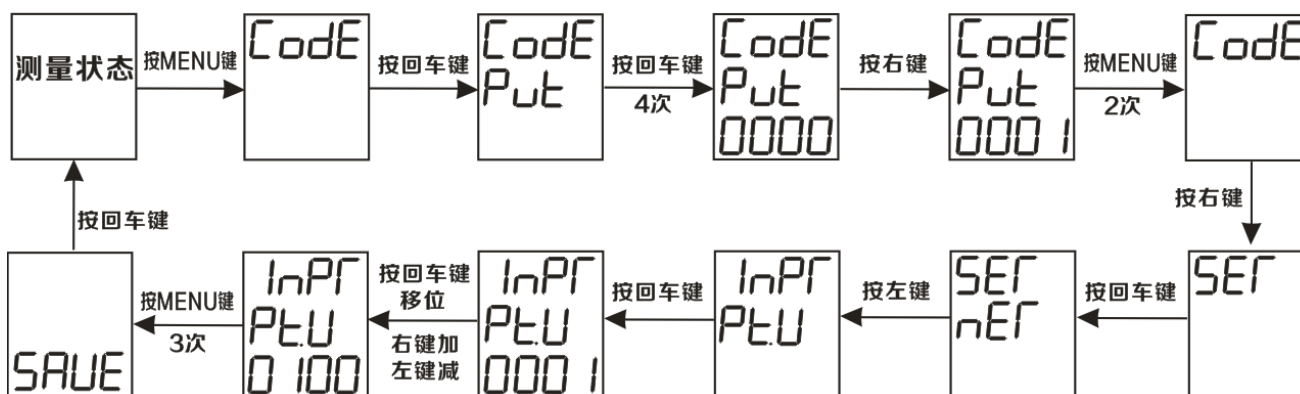 测量状态
按MENU键
CodE
按回车键
CodE
Put
按回车键
4次
CodE
Put
0000
按右键
CodE
Put
0001
按MENU键
2次
CodE
按右键
SET
按回车键
SET
nET
按左键
InPT
Pt.U
按回车键
InPT
Pt.U
0001
按回车键
移位
右键加
左键减
InPT
Pt.U
0100
按MENU键
3次
SAVE
按回车键